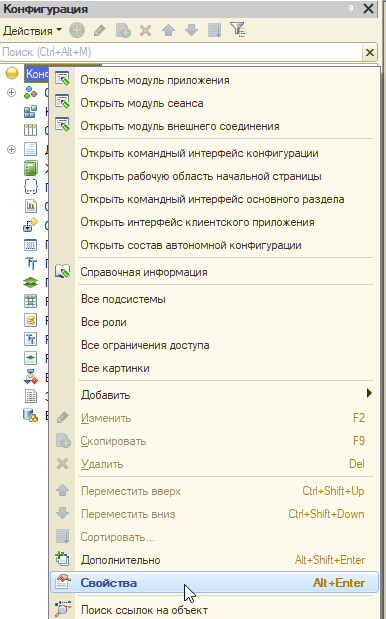 Конфигурация
Действия
Поиск (Ctrl+Alt+M)
Открыть модуль приложения
Открыть модуль сеанса
Открыть модуль внешнего соединения
Открыть командный интерфейс конфигурации
Открыть рабочую область начальной страницы
Открыть командный интерфейс основного раздела
Открыть интерфейс клиентского приложения
Открыть состав автономной конфигурации
Справочная информация
Все подсистемы
Все роли
Все ограничения доступа
Все картинки
Добавить
Изменить F2
Скопировать F9
Удалить Del
Переместить вверх Ctrl+Shift+Up
Переместить вниз Ctrl+Shift+Down
Сортировать...
Дополнительно Alt+Shift+Enter
Свойства Alt+Enter
Поиск ссылок на объект